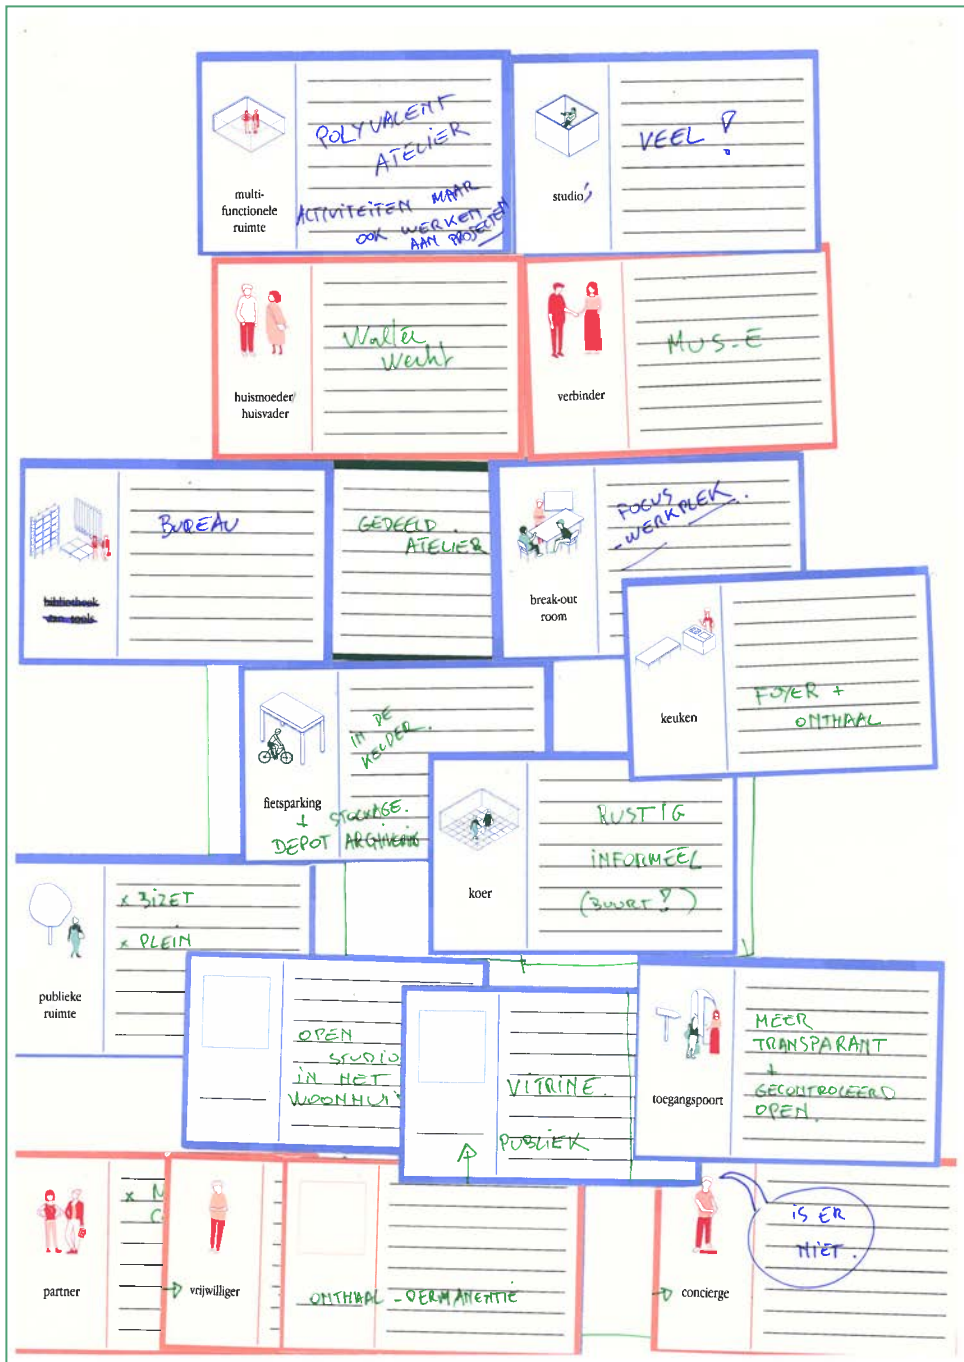 multi-
functionele
ruimte
POLYVALENT
ATELIER
ACTIVITEITEN MAAR
OOK WERKEN
AAN PROJECTEN
studio's
VEEL!
huismoeder/
huisvader
Walter
Werkt
verbinder
MUS-E
bibliotheek
van tools
BUREAU
GEDEELD
ATELIER
break-out
room
FOCUS
-WERKPLEK.
keuken
FOYER +
ONTHAAL
fietsparking
IN DE
KELDER.
+ STOCKAGE.
DEPOT
koer
RUSTIG
INFORMEEL
(BUURT!)
publieke
ruimte
x BIZET
x PLEIN
OPEN
STUDIO
IN HET
WOONHUI
VITRINE.
PUBLIEK
toegangspoort
MEER
TRANSPARANT
+
GECONTROLEERD
OPEN.
partner
x
vrijwilliger
ONTHAAL - PERMANENTIE
concierge
IS ER
NIET.